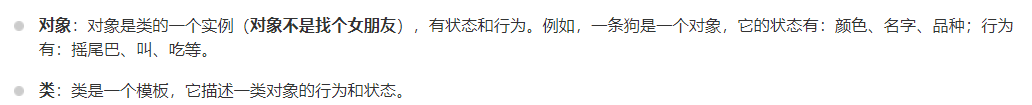 对象：对象是类的一个实例（对象不是找个女朋友），有状态和行为。例如，一条狗是一个对象，它的状态有：颜色、名字、品种；行为
有：摇尾巴、叫、吃等。
类：类是一个模板，它描述一类对象的行为和状态。